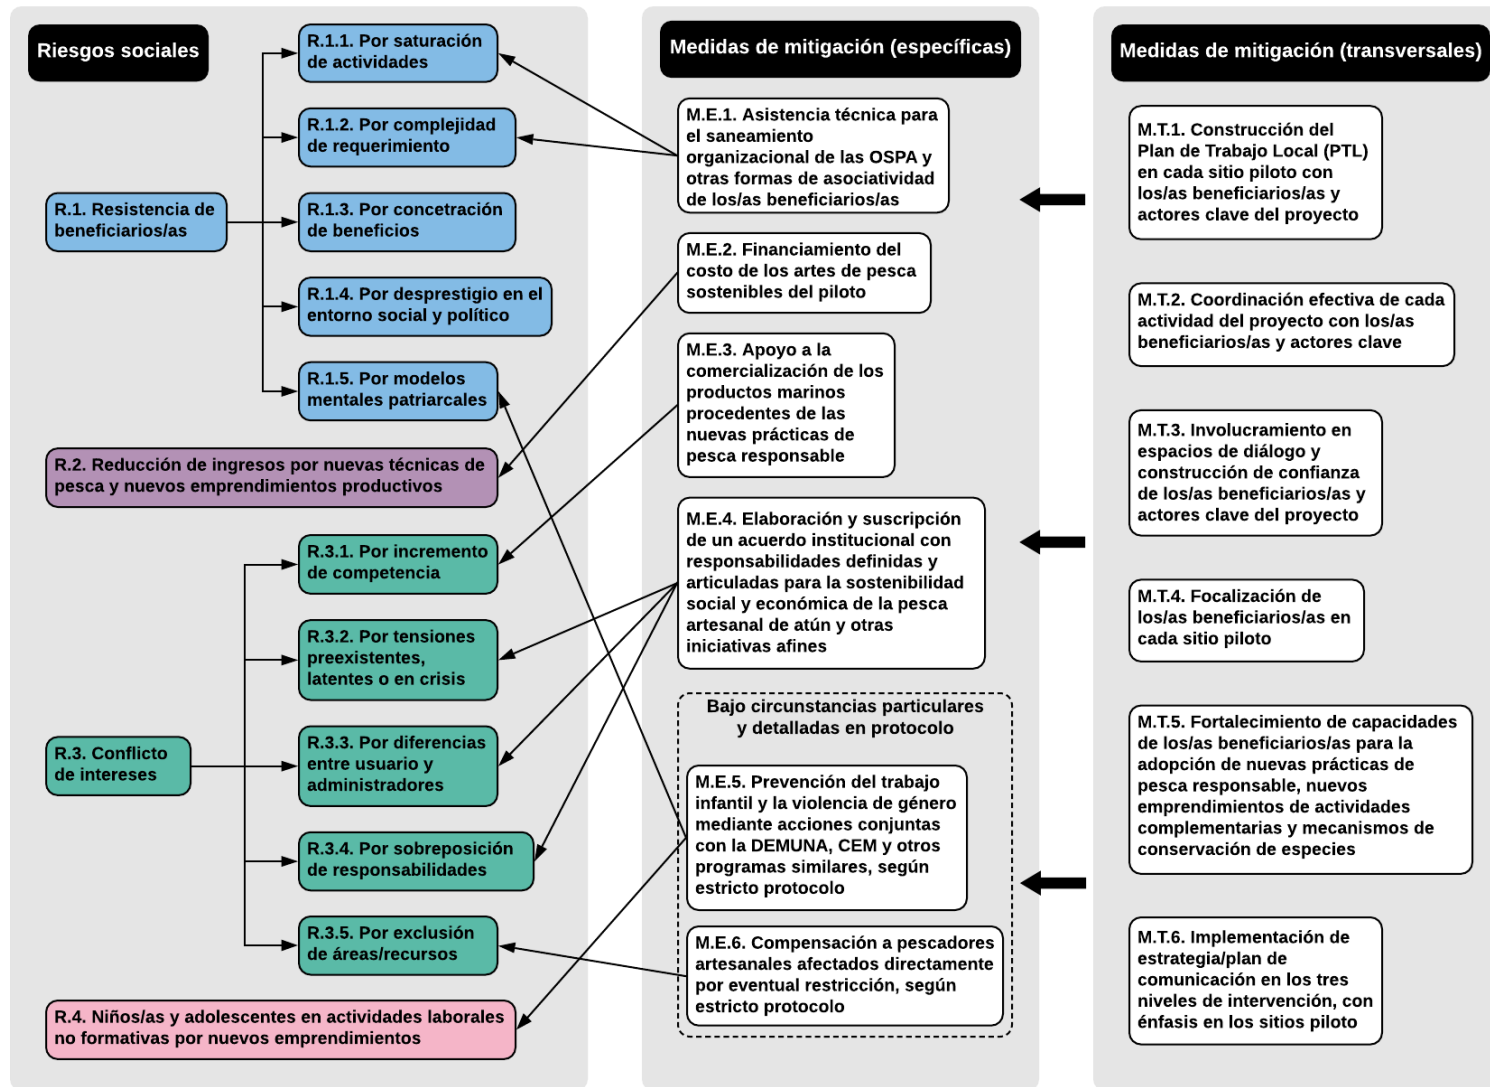 Riesgos sociales
R.1. Resistencia de
beneficiarios/as
R.1.1. Por saturación
de actividades
R.1.2. Por complejidad
de requerimiento
R.1.3. Por concetración
de beneficios
R.1.4. Por desprestigio en el
entorno social y político
R.1.5. Por modelos
mentales patriarcales
R.2. Reducción de ingresos por nuevas técnicas de
pesca y nuevos emprendimientos productivos
R.3. Conflicto
de intereses
R.3.1. Por incremento
de competencia
R.3.2. Por tensiones
preexistentes,
latentes o en crisis
R.3.3. Por diferencias
entre usuario y
administradores
R.3.4. Por sobreposición
de responsabilidades
R.3.5. Por exclusión
de áreas/recursos
R.4. Niños/as y adolescentes en actividades laborales
no formativas por nuevos emprendimientos
Medidas de mitigación (específicas)
M.E.1. Asistencia técnica para
el saneamiento
organizacional de las OSPA y
otras formas de asociatividad
de los/as beneficiarios/as
M.E.2. Financiamiento del
costo de los artes de pesca
sostenibles del piloto
M.E.3. Apoyo a la
comercialización de los
productos marinos
procedentes de las
nuevas prácticas de
pesca responsable
M.E.4. Elaboración y suscripción
de un acuerdo institucional con
responsabilidades definidas y
articuladas para la sostenibilidad
social y económica de la pesca
artesanal de atún y otras
iniciativas afines
Bajo circunstancias particulares
y detalladas en protocolo
M.E.5. Prevención del trabajo
infantil y la violencia de género
mediante acciones conjuntas
con la DEMUNA, CEM y otros
programas similares, según
estricto protocolo
M.E.6. Compensación a pescadores
artesanales afectados directamente
por eventual restricción, según
estricto protocolo
Medidas de mitigación (transversales)
M.T.1. Construcción del
Plan de Trabajo Local (PTL)
en cada sitio piloto con
los/as beneficiarios/as y
actores clave del proyecto
M.T.2. Coordinación efectiva de cada
actividad del proyecto con los/as
beneficiarios/as y actores clave
M.T.3. Involucramiento en
espacios de diálogo y
construcción de confianza
de los/as beneficiarios/as y
actores clave del proyecto
M.T.4. Focalización de
los/as beneficiarios/as en
cada sitio piloto
M.T.5. Fortalecimiento de capacidades
de los/as beneficiarios/as para la
adopción de nuevas prácticas de
pesca responsable, nuevos
emprendimientos de actividades
complementarias y mecanismos de
conservación de especies
M.T.6. Implementación de
estrategia/plan de
comunicación en los tres
niveles de intervención, con
énfasis en los sitios piloto